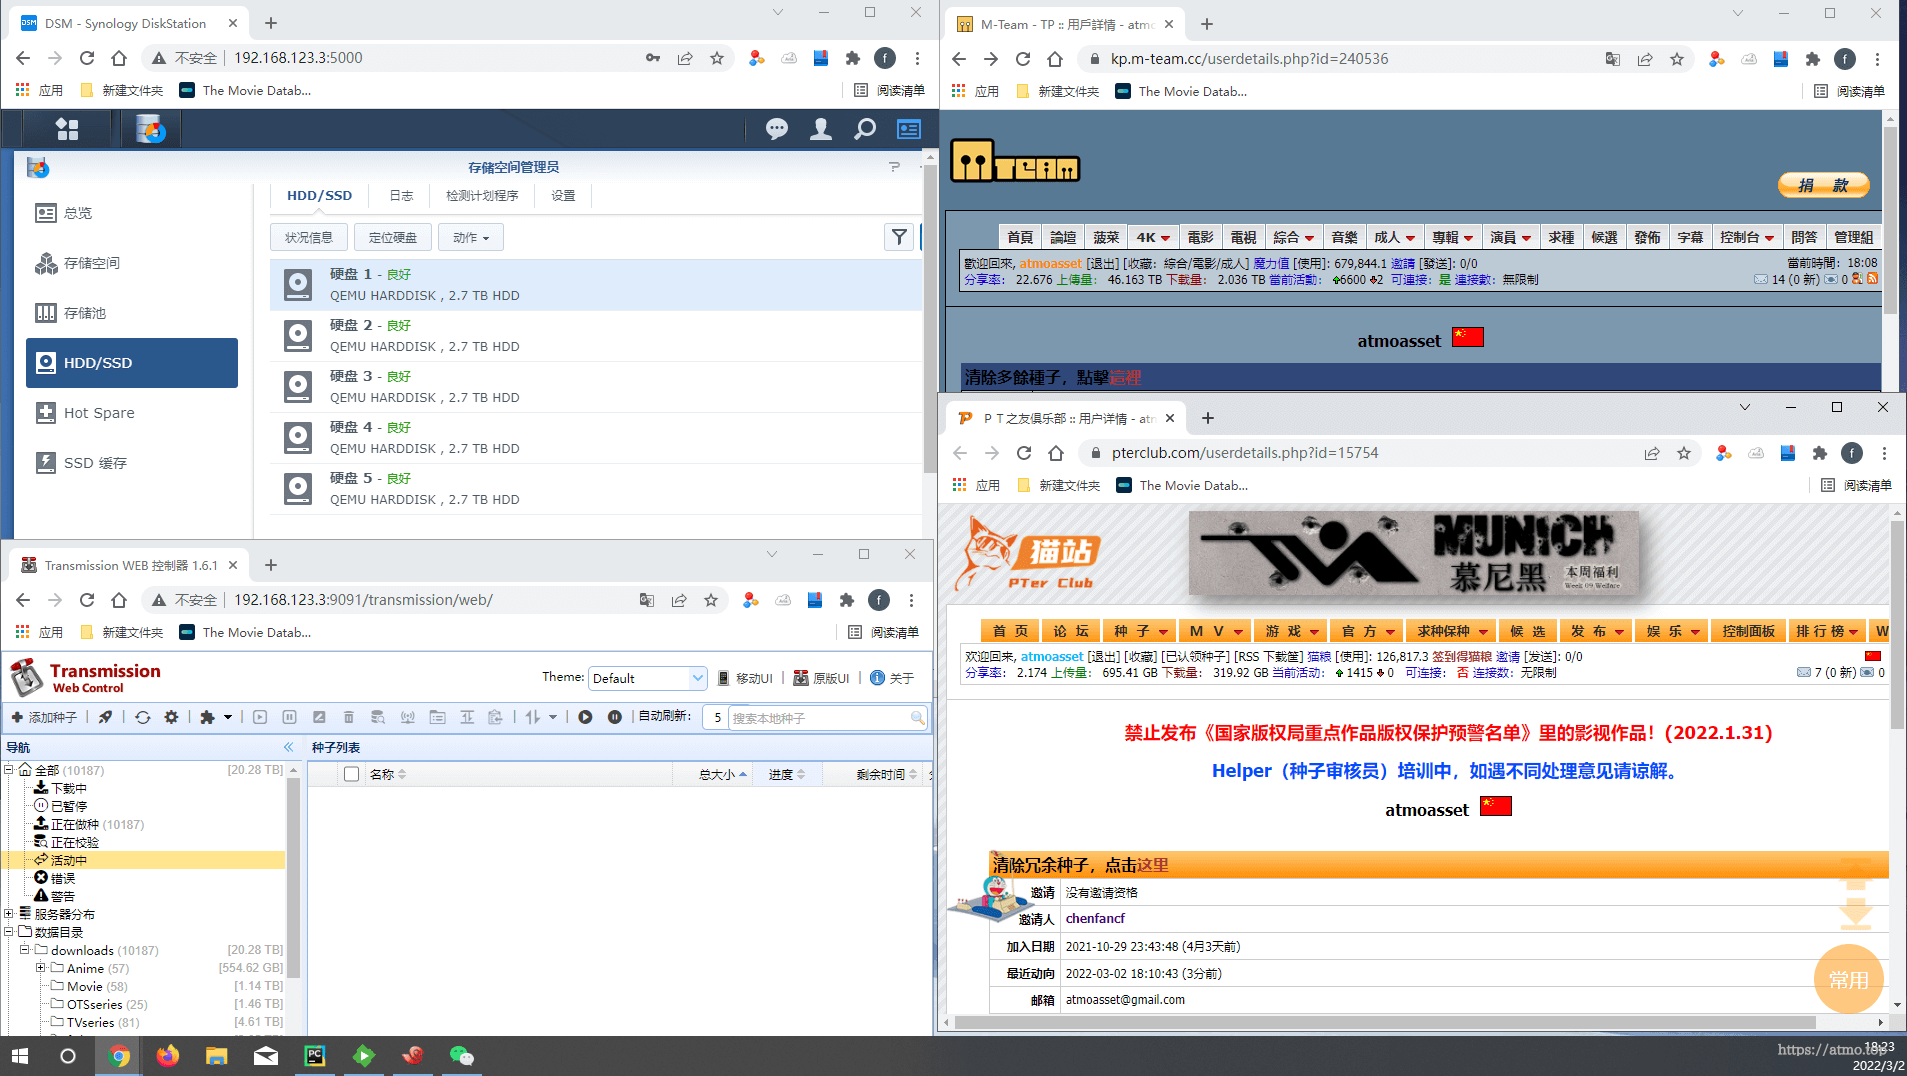 DSM - Synology DiskStation
不安全 192.168.123.3:5000
应用 新建文件夹 The Movie Datab... 阅读清单
存储空间管理员
总览
存储空间
存储池
HDD/SSD
Hot Spare
SSD 缓存
HDD/SSD 日志 检测计划程序 设置
状况信息 定位硬盘 动作
硬盘 1 - 良好
QEMU HARDDISK , 2.7 TB HDD
硬盘 2 - 良好
QEMU HARDDISK , 2.7 TB HDD
硬盘 3 - 良好
QEMU HARDDISK , 2.7 TB HDD
硬盘 4 - 良好
QEMU HARDDISK , 2.7 TB HDD
硬盘 5 - 良好
QEMU HARDDISK , 2.7 TB HDD
M-Team - TP :: 用戶詳情 - atmo
kp.m-team.cc/userdetails.php?id=240536
应用 新建文件夹 The Movie Datab... 阅读清单
TEAM
捐 款
首頁 論壇 菠菜 4K 電影 電視 綜合 音樂 成人 專輯 演員 求種 候選 發佈 字幕 控制台 問答 管理組
歡迎回來, atmoasset [退出] [收藏: 綜合/電影/成人] 魔力值 [使用]: 679,844.1 邀請 [發送]: 0/0 當前時間: 18:08
分享率: 22.676 上傳量: 46.163 TB 下載量: 2.036 TB 當前活動: 6600 2 可連接: 是 連接數: 無限制 14 (0 新) 0
atmoasset
清除多餘種子，點擊這裡
Transmission WEB 控制器 1.6.1
不安全 192.168.123.3:9091/transmission/web/
应用 新建文件夹 The Movie Datab... 阅读清单
Transmission
Web Control
Theme: Default 移动UI 原版UI 关于
添加种子 自动刷新: 5 搜索本地种子
导航
全部 (10187) [20.28 TB]
下载中
已暂停
正在做种 (10187)
正在校验
活动中
错误
警告
服务器分布
数据目录
downloads (10187) [20.28 TB]
Anime (57) [554.62 GB]
Movie (58) [1.14 TB]
OTSseries (25) [1.46 TB]
TVseries (81) [4.61 TB]
种子列表
名称 总大小 进度 剩余时间
P T 之友俱乐部 :: 用户详情 - atm
pterclub.com/userdetails.php?id=15754
应用 新建文件夹 The Movie Datab... 阅读清单
猫站
PTer Club
MUNICH
慕尼黑
本周福利
Week 09 Welfare
首 页 论 坛 种 子 M V 游 戏 官 方 求种保种 候 选 发 布 娱 乐 控制面板 排 行 榜 W
欢迎回来, atmoasset [退出] [收藏] [已认领种子] [RSS 下载筐] 猫粮 [使用]: 126,817.3 签到得猫粮 邀请 [发送]: 0/0
分享率: 2.174 上传量: 695.41 GB 下载量: 319.92 GB 当前活动: 1415 0 可连接: 否 连接数: 无限制 7 (0 新) 0
禁止发布《国家版权局重点作品版权保护预警名单》里的影视作品！(2022.1.31)
Helper（种子审核员）培训中，如遇不同处理意见请谅解。
atmoasset
清除冗余种子，点击这里
邀请 没有邀请资格
邀请人 chenfancf
加入日期 2021-10-29 23:43:48 (4月3天前)
最近动向 2022-03-02 18:10:43 (3分前)
邮箱 atmoasset@gmail.com
常用
https://atmo.top
18:23
2022/3/2